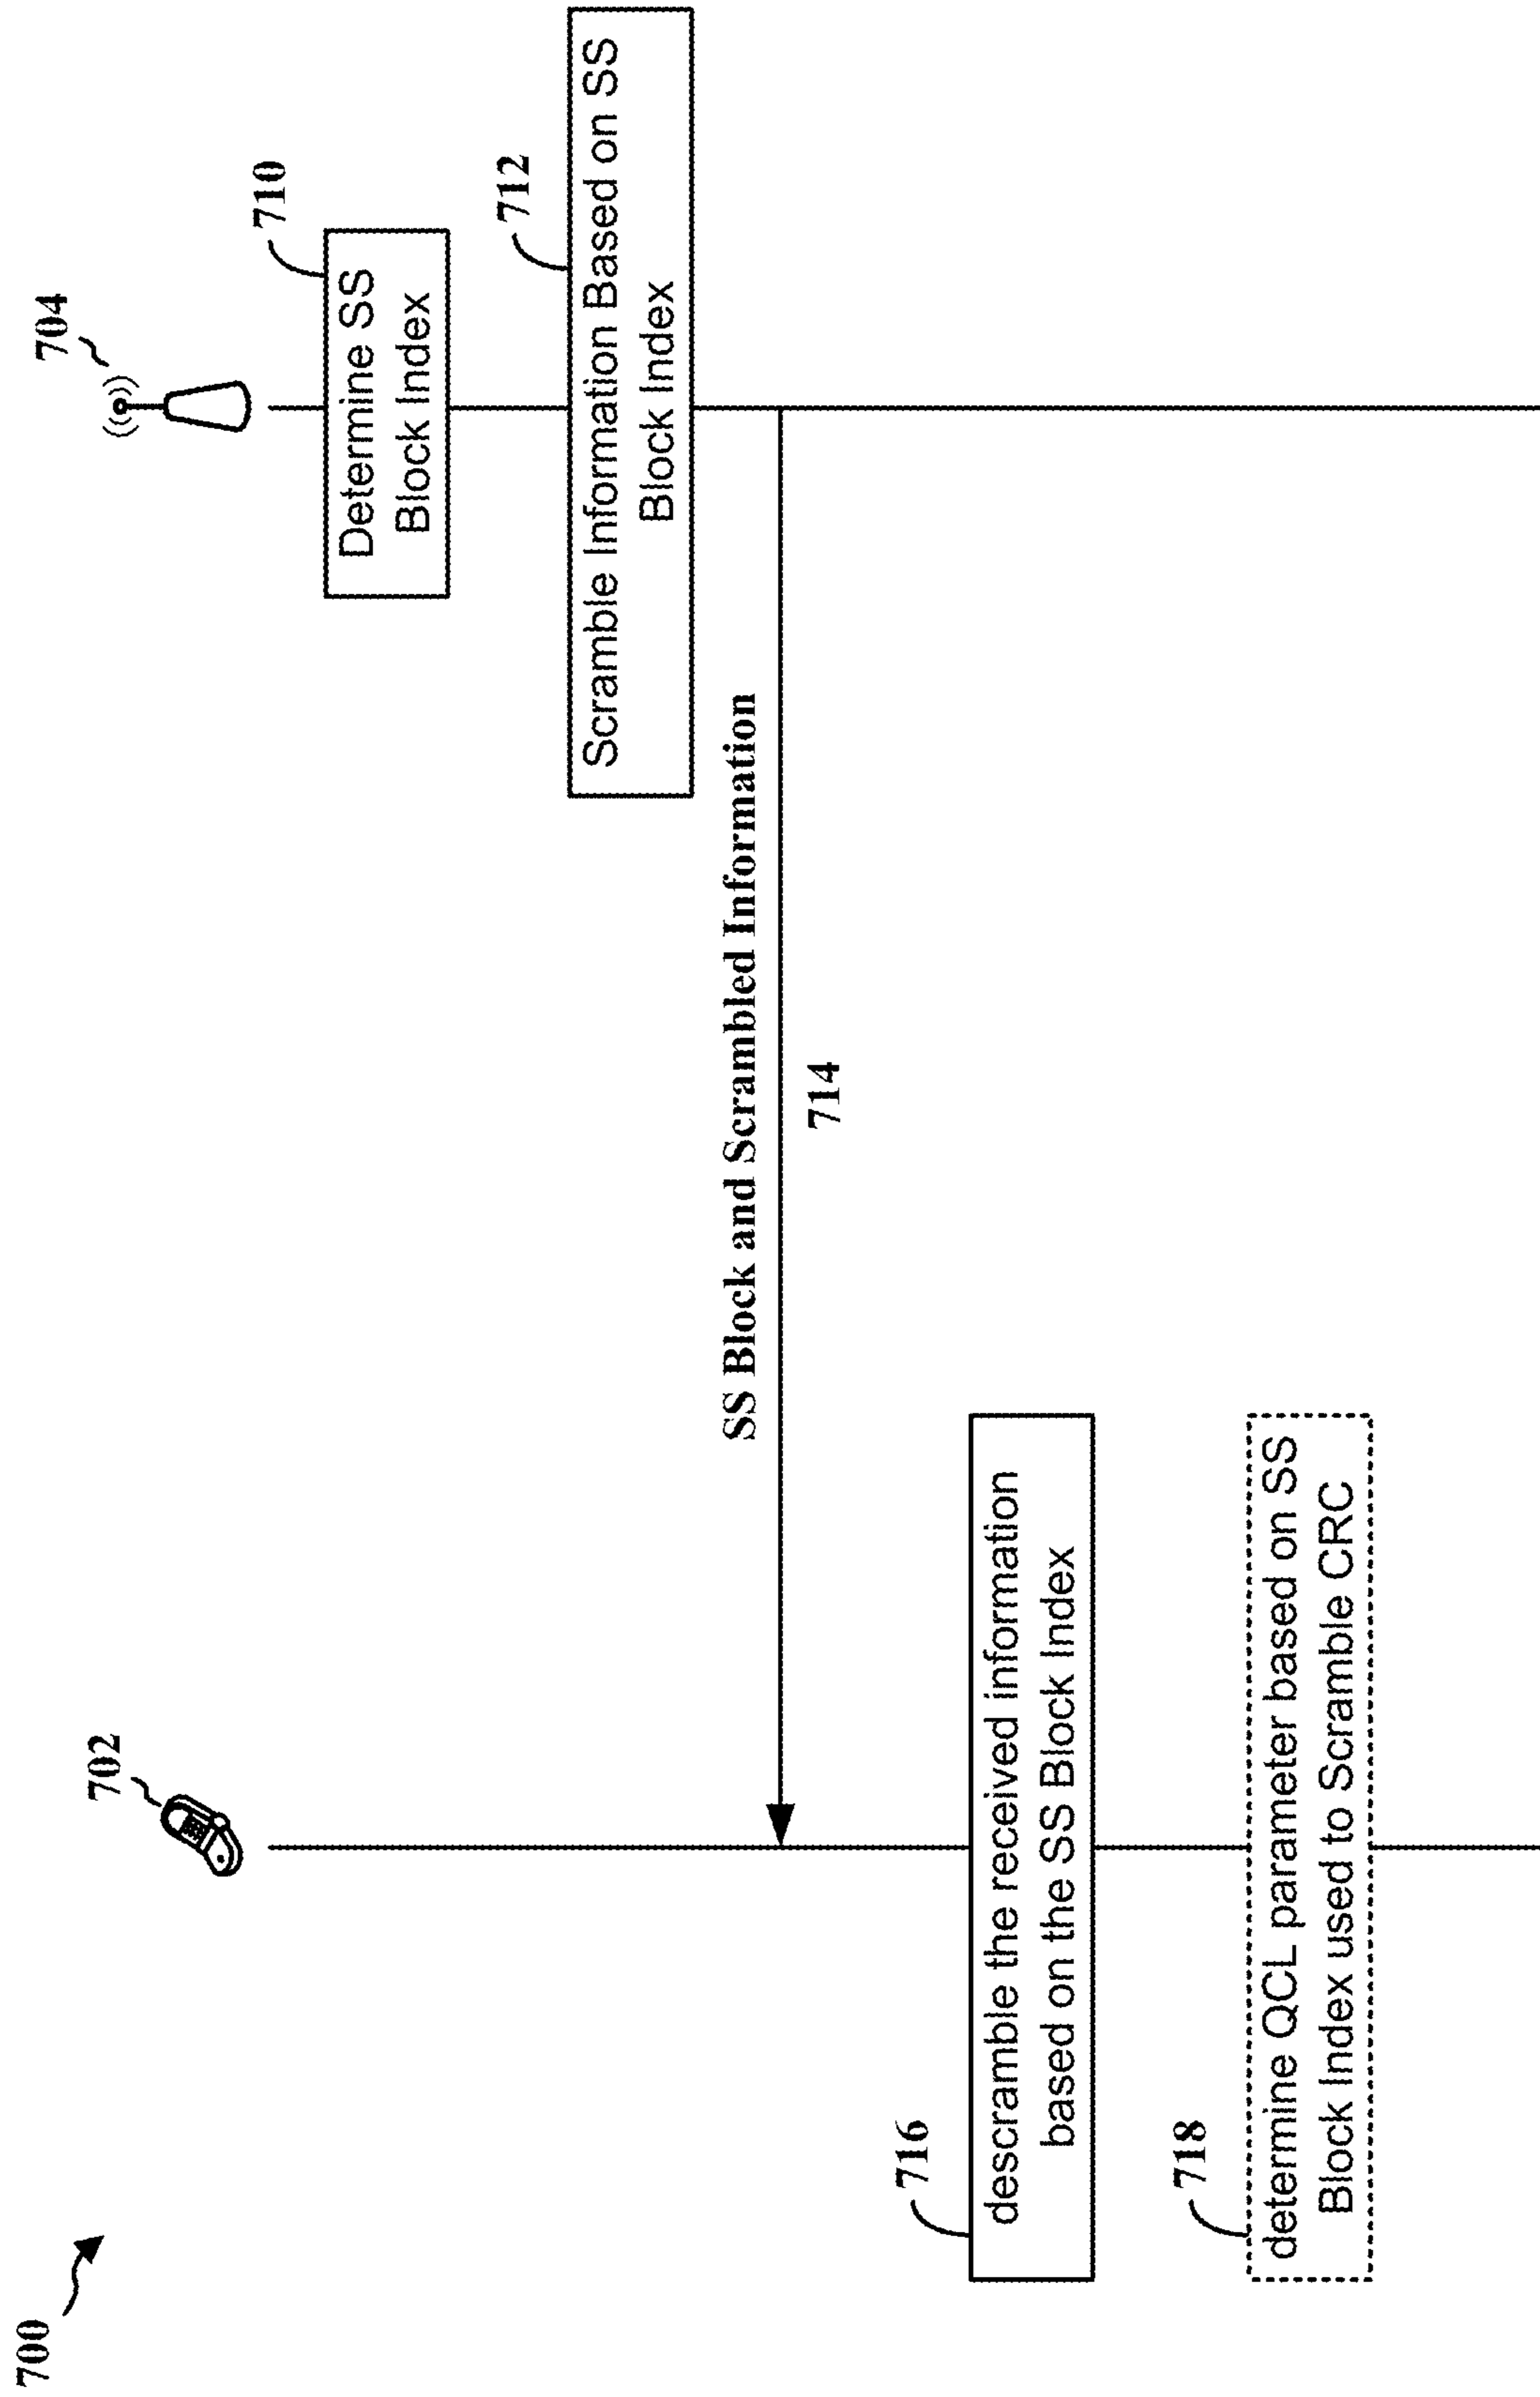 700
702
704
Determine SS
Block Index
710
Scramble Information Based on SS
Block Index
712
SS Block and Scrambled Information
714
716
descramble the received information
based on the SS Block Index
718
determine QCL parameter based on SS
Block Index used to Scramble CRC